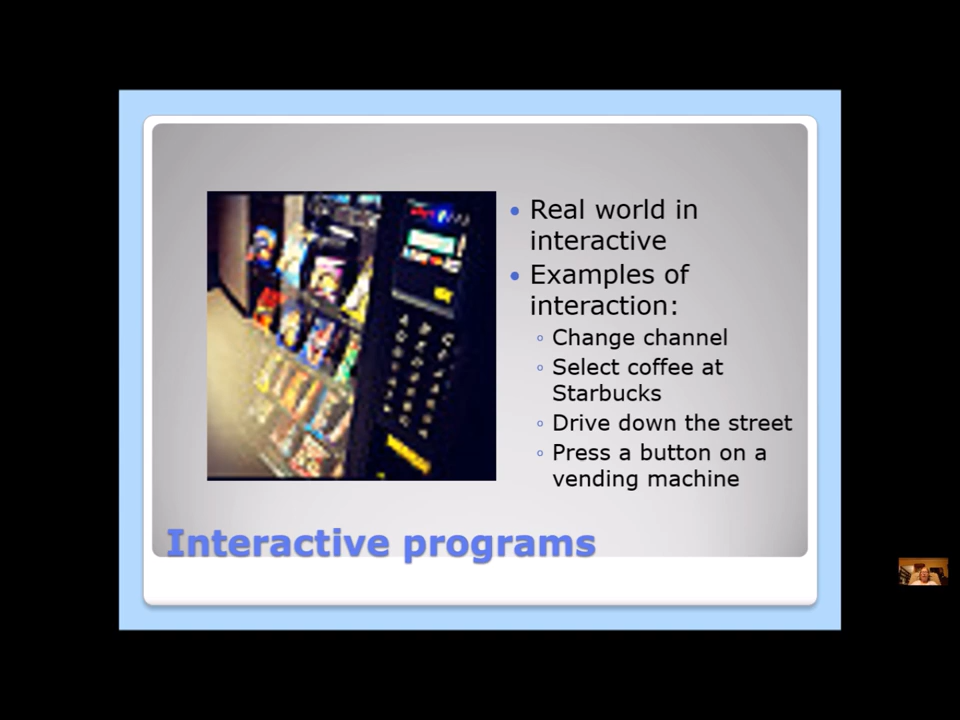 Real world in
interactive
Examples of
interaction:
Change channel
Select coffee at
Starbucks
Drive down the street
Press a button on a
vending machine
Interactive programs